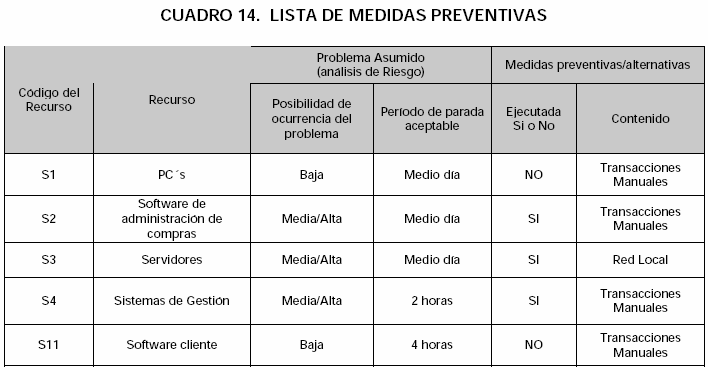 CUADRO 14. LISTA DE MEDIDAS PREVENTIVAS
Código del
Recurso
Recurso
Problema Asumido
(análisis de Riesgo)
Medidas preventivas/alternativas
Posibilidad de
ocurrencia del
problema
Período de parada
aceptable
Ejecutada
Si o No
Contenido
S1
PC´s
Baja
Medio día
NO
Transacciones
Manuales
S2
Software de
administración de
compras
Media/Alta
Medio día
SI
Transacciones
Manuales
S3
Servidores
Media/Alta
Medio día
SI
Red Local
S4
Sistemas de Gestión
Media/Alta
2 horas
SI
Transacciones
Manuales
S11
Software cliente
Baja
4 horas
NO
Transacciones
Manuales